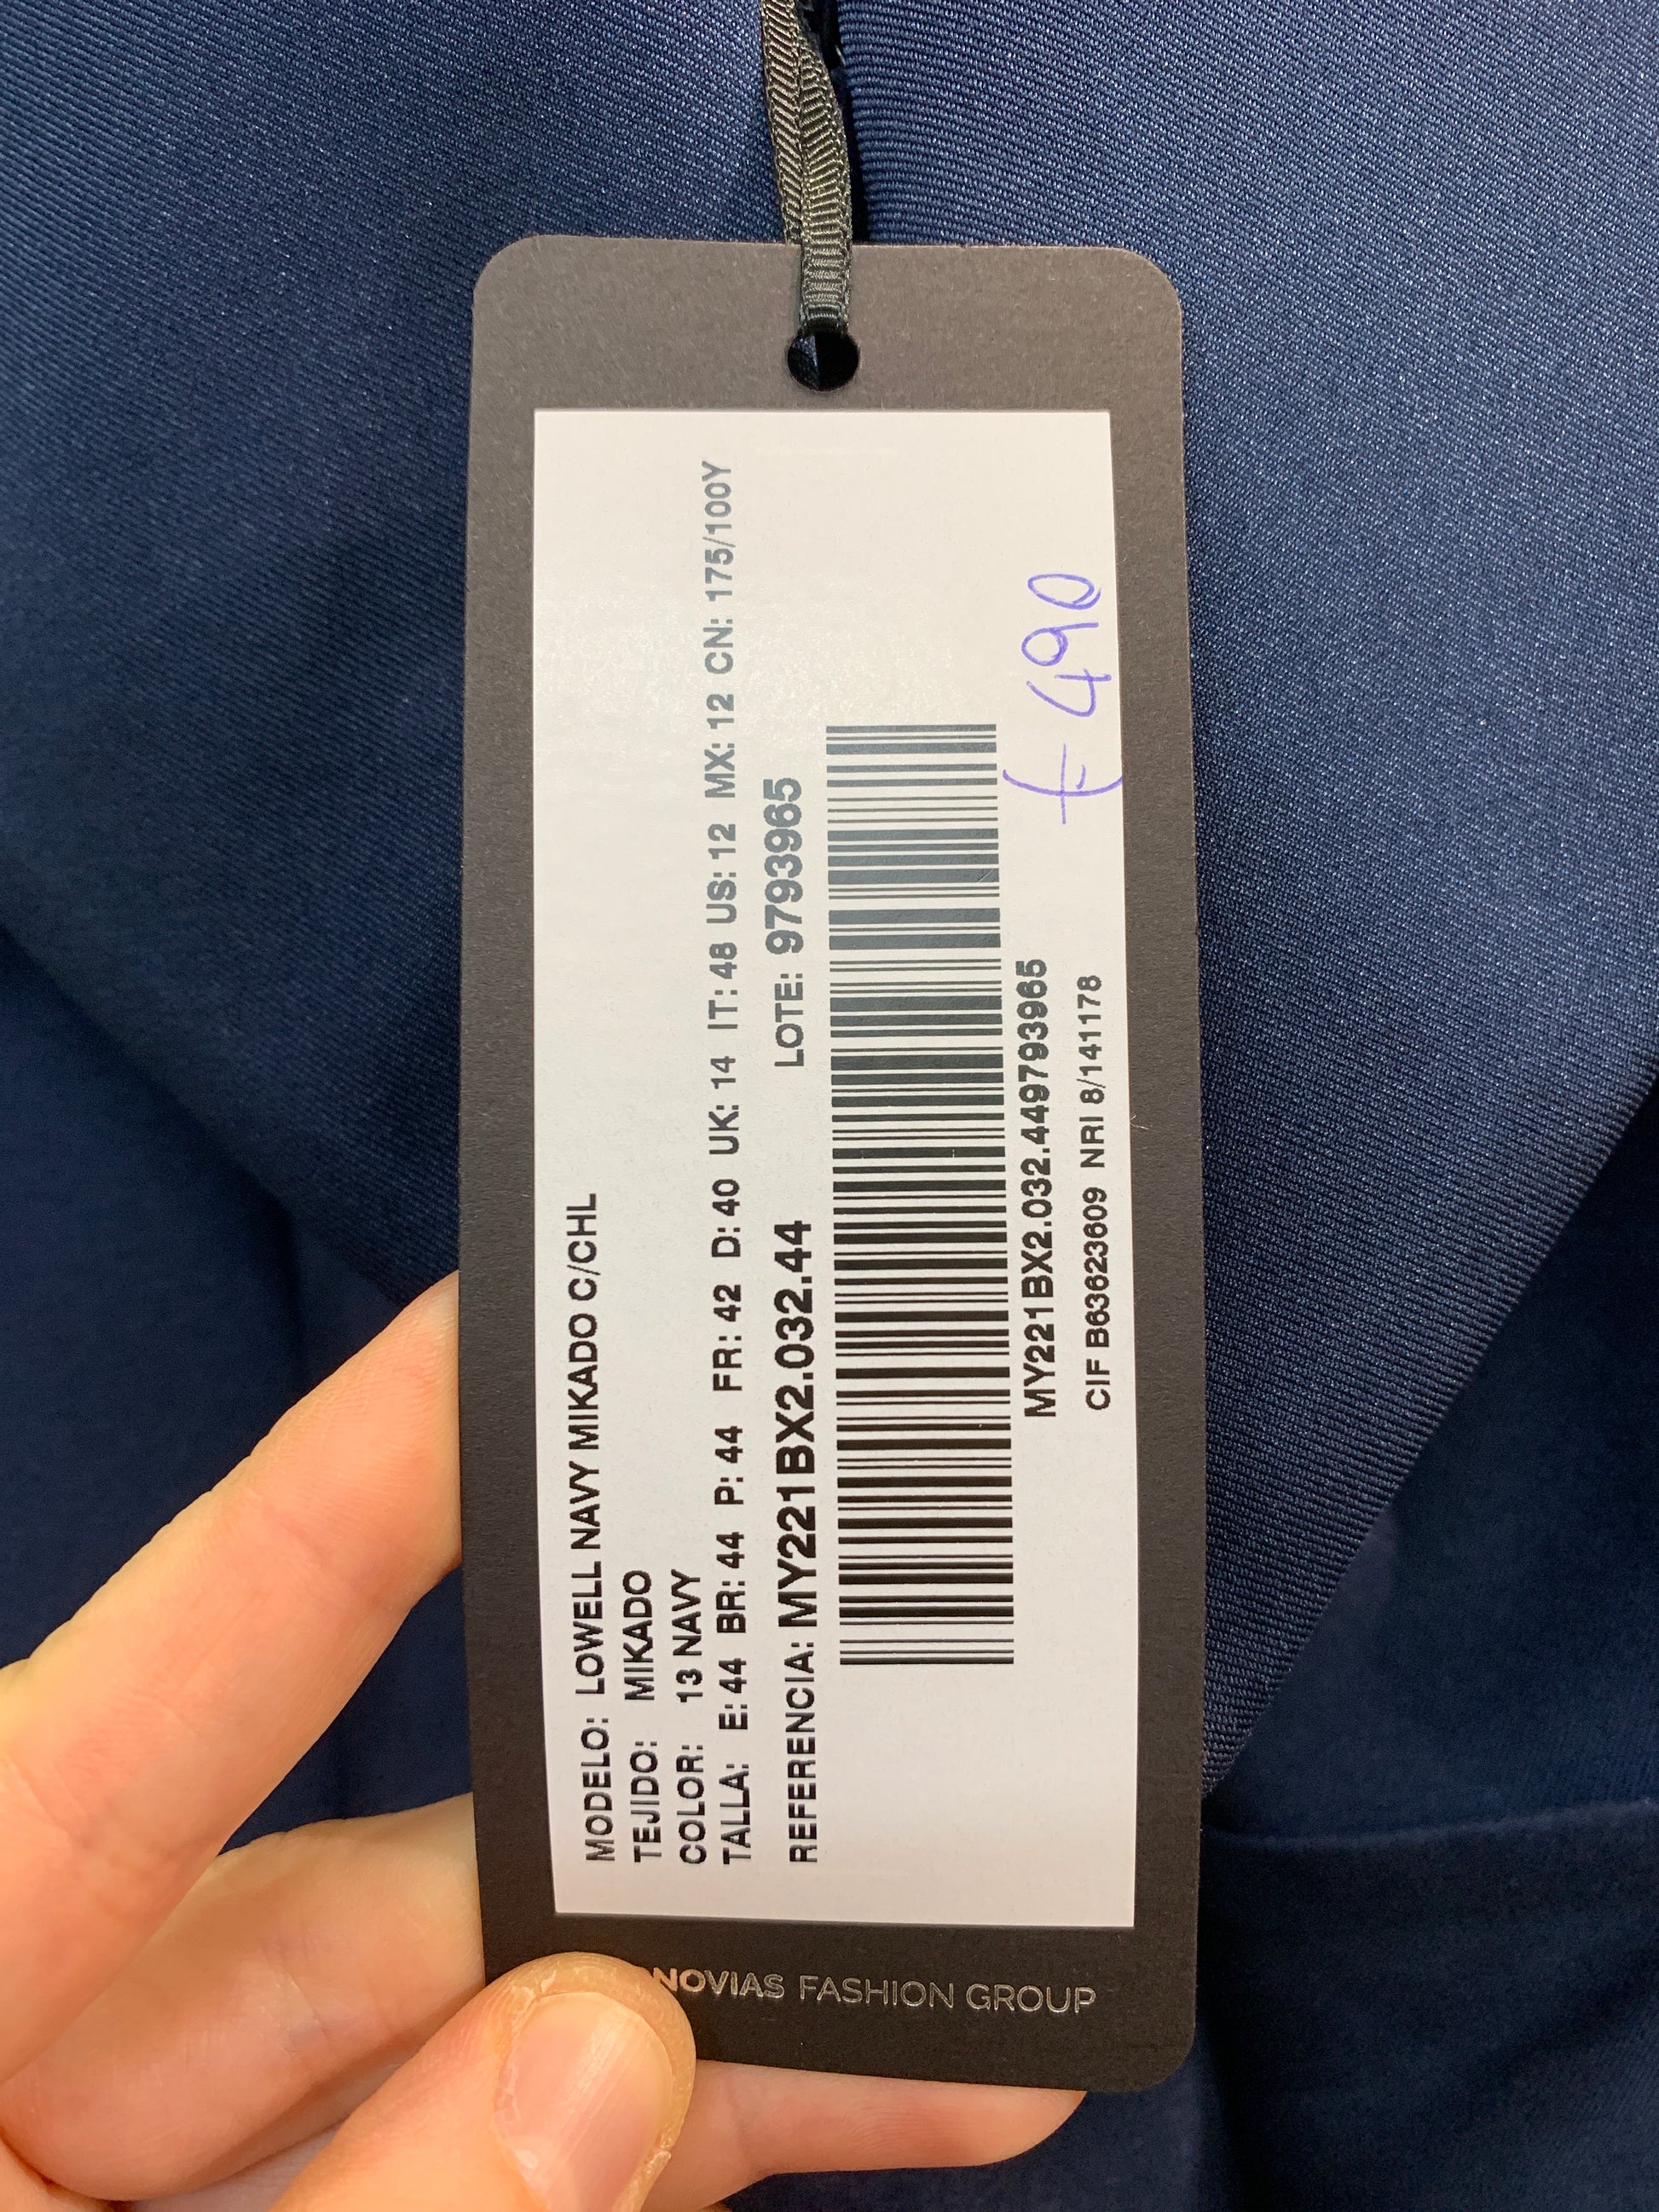 MODELO: LOWELL NAVY MIKADO C/CHL
TEJIDO: MIKADO
COLOR: 13 NAVY
TALLA: E: 44 BR: 44 P: 44 FR: 42 D: 40 UK: 14 IT: 48 US: 12 MX: 12 CN: 175/100Y
REFERENCIA: MY221BX2.032.44 LOTE: 9793965
MY221BX2.032.449793965
CIF B63623609 NRI 8/141178
€ 490
FASHION GROUP